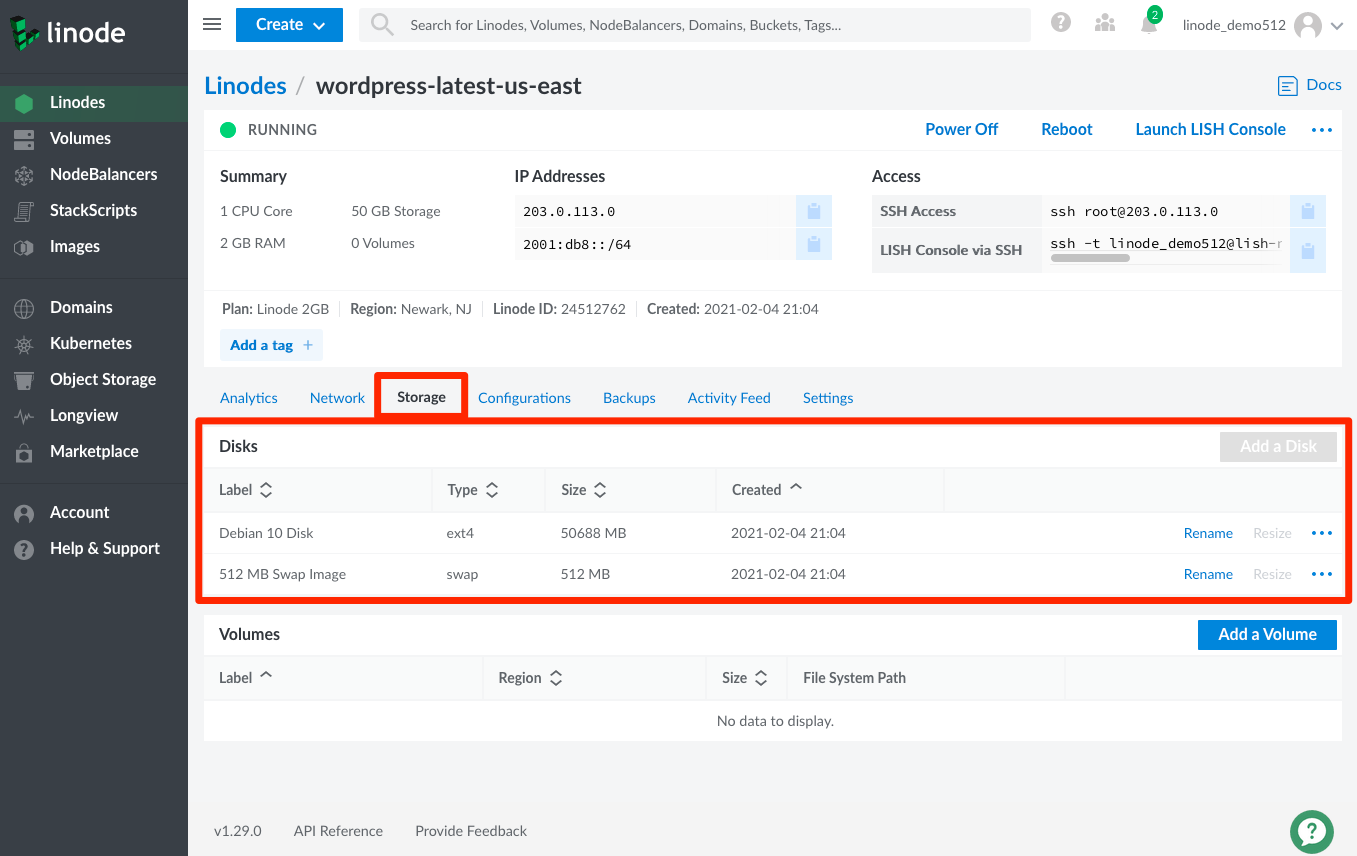 linode
Create
Search for Linodes, Volumes, NodeBalancers, Domains, Buckets, Tags...
2
linode_demo512
Linodes
Volumes
NodeBalancers
StackScripts
Images
Domains
Kubernetes
Object Storage
Longview
Marketplace
Account
Help & Support
Linodes / wordpress-latest-us-east
Docs
RUNNING
Power Off
Reboot
Launch LISH Console
Summary
1 CPU Core 50 GB Storage
2 GB RAM 0 Volumes
IP Addresses
203.0.113.0
2001:db8::/64
Access
SSH Access ssh root@203.0.113.0
LISH Console via SSH ssh -t linode_demo512@lish-
Plan: Linode 2GB Region: Newark, NJ Linode ID: 24512762 Created: 2021-02-04 21:04
Add a tag +
Analytics Network Storage Configurations Backups Activity Feed Settings
Disks Add a Disk
Label Type Size Created
Debian 10 Disk ext4 50688 MB 2021-02-04 21:04 Rename Resize
512 MB Swap Image swap 512 MB 2021-02-04 21:04 Rename Resize
Volumes Add a Volume
Label Region Size File System Path
No data to display.
v1.29.0 API Reference Provide Feedback